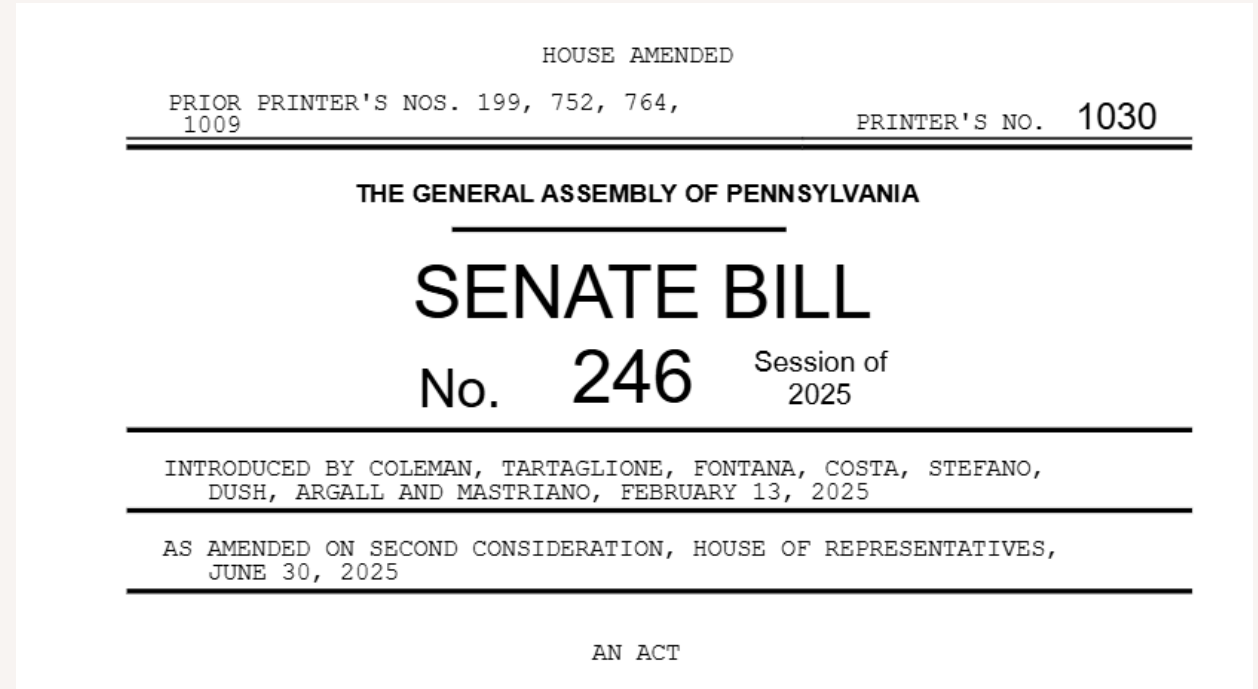 HOUSE AMENDED
PRIOR PRINTER'S NOS. 199, 752, 764,
1009
PRINTER'S NO. 1030
THE GENERAL ASSEMBLY OF PENNSYLVANIA
SENATE BILL
No. 246 Session of
2025
INTRODUCED BY COLEMAN, TARTAGLIONE, FONTANA, COSTA, STEFANO,
DUSH, ARGALL AND MASTRIANO, FEBRUARY 13, 2025
AS AMENDED ON SECOND CONSIDERATION, HOUSE OF REPRESENTATIVES,
JUNE 30, 2025
AN ACT